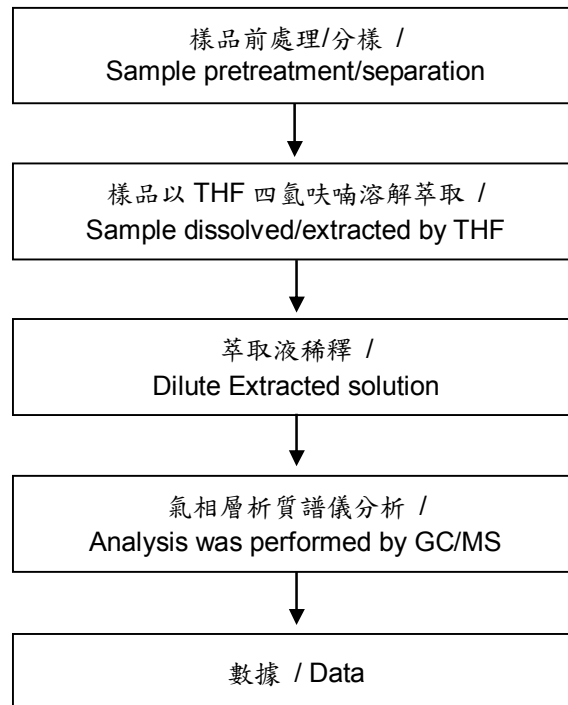 樣品前處理/分樣 /
Sample pretreatment/separation
樣品以 THF 四氫呋喃溶解萃取 /
Sample dissolved/extracted by THF
萃取液稀釋 /
Dilute Extracted solution
氣相層析質譜儀分析 /
Analysis was performed by GC/MS
數據 / Data